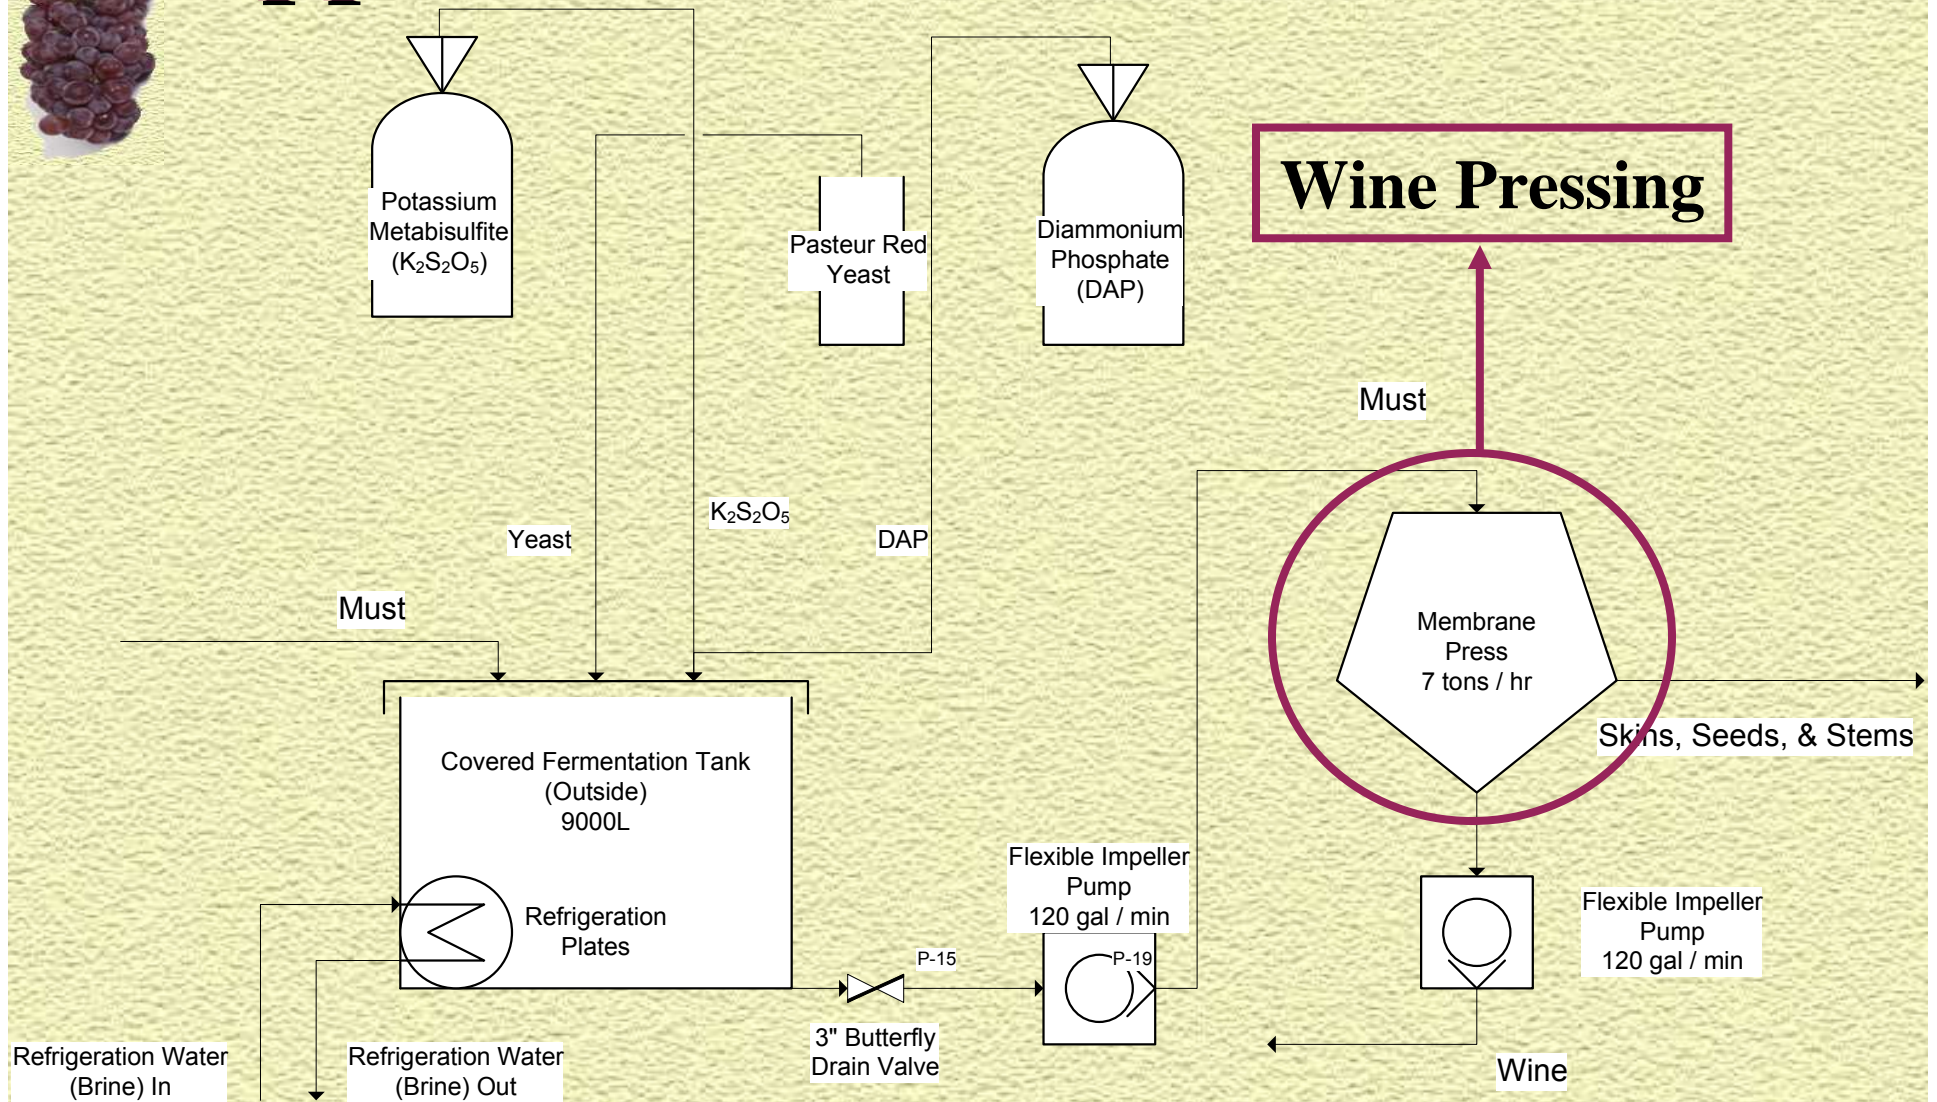 Potassium
Metabisulfite
(K₂S₂O₅)
Pasteur Red
Yeast
Diammonium
Phosphate
(DAP)
Wine Pressing
Must
K₂S₂O₅
Yeast
DAP
Must
Membrane
Press
7 tons / hr
Skins, Seeds, & Stems
Covered Fermentation Tank
(Outside)
9000L
Flexible Impeller
Pump
120 gal / min
Refrigeration
Plates
P-15
P-19
Flexible Impeller
Pump
120 gal / min
3" Butterfly
Drain Valve
Refrigeration Water
(Brine) In
Refrigeration Water
(Brine) Out
Wine